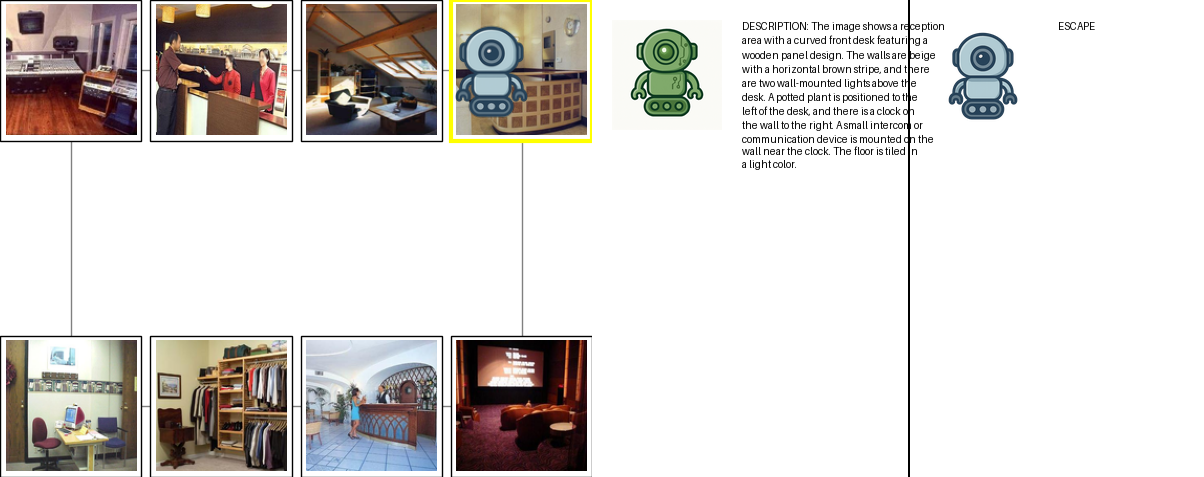 DESCRIPTION: The image shows a reception
area with a curved front desk featuring a
wooden panel design. The walls are beige
with a horizontal brown stripe, and there
are two wall-mounted lights above the
desk. A potted plant is positioned to the
left of the desk, and there is a clock on
the wall to the right. A small intercom or
communication device is mounted on the
wall near the clock. The floor is tiled in
a light color.
ESCAPE